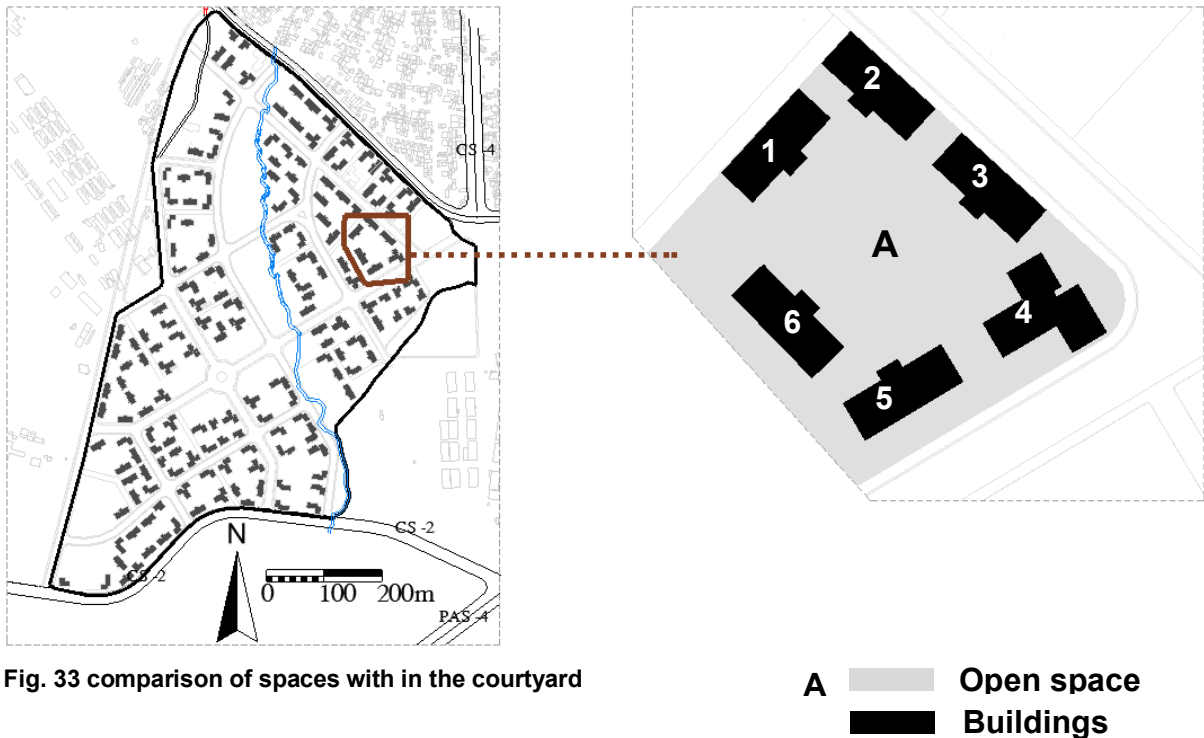 CS -4
CS -2
CS -2
PAS -4
N
0 100 200m
1
2
3
A
4
5
6
Fig. 33 comparison of spaces with in the courtyard
A Open space
Buildings